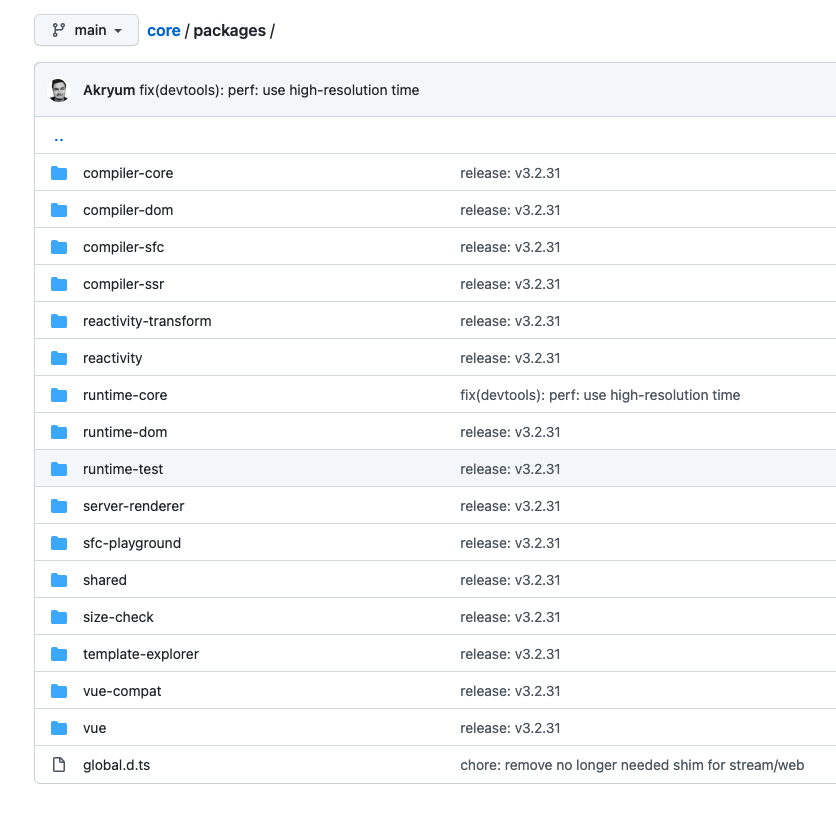 main core / packages /
Akryum fix(devtools): perf: use high-resolution time
..
compiler-core release: v3.2.31
compiler-dom release: v3.2.31
compiler-sfc release: v3.2.31
compiler-ssr release: v3.2.31
reactivity-transform release: v3.2.31
reactivity release: v3.2.31
runtime-core fix(devtools): perf: use high-resolution time
runtime-dom release: v3.2.31
runtime-test release: v3.2.31
server-renderer release: v3.2.31
sfc-playground release: v3.2.31
shared release: v3.2.31
size-check release: v3.2.31
template-explorer release: v3.2.31
vue-compat release: v3.2.31
vue release: v3.2.31
global.d.ts chore: remove no longer needed shim for stream/web